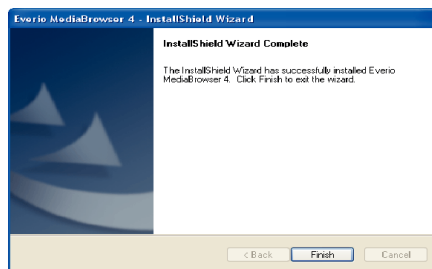 Everio MediaBrowser 4 - InstallShield Wizard
InstallShield Wizard Complete
The InstallShield Wizard has successfully installed Everio
MediaBrowser 4. Click Finish to exit the wizard.
< Back
Finish
Cancel